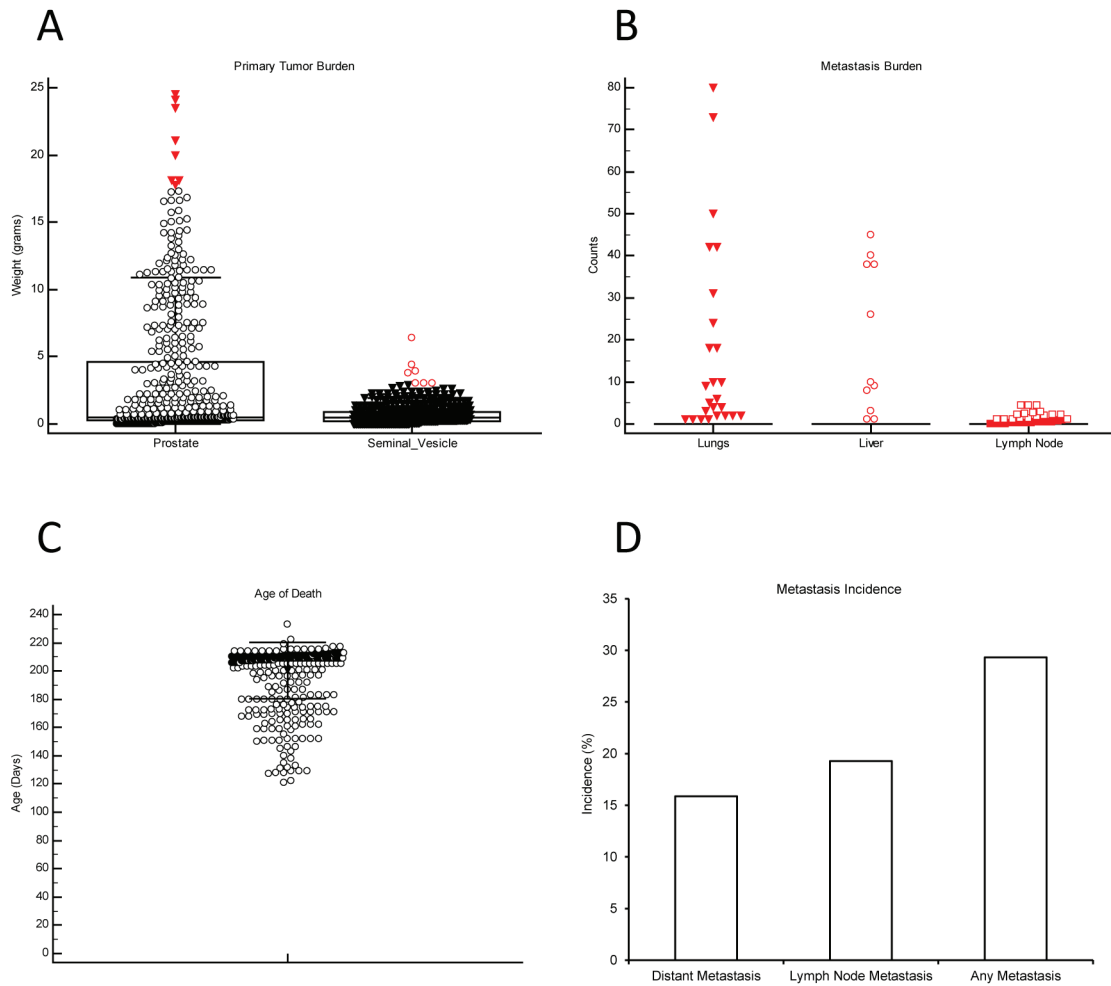 A
Primary Tumor Burden
Weight (grams)
25
20
15
10
5
0
Prostate
Seminal_Vesicle
B
Metastasis Burden
Counts
80
70
60
50
40
30
20
10
0
Lungs
Liver
Lymph Node
C
Age of Death
Age (Days)
240
220
200
180
160
140
120
100
80
60
40
20
0
D
Metastasis Incidence
Incidence (%)
35
30
25
20
15
10
5
0
Distant Metastasis
Lymph Node Metastasis
Any Metastasis